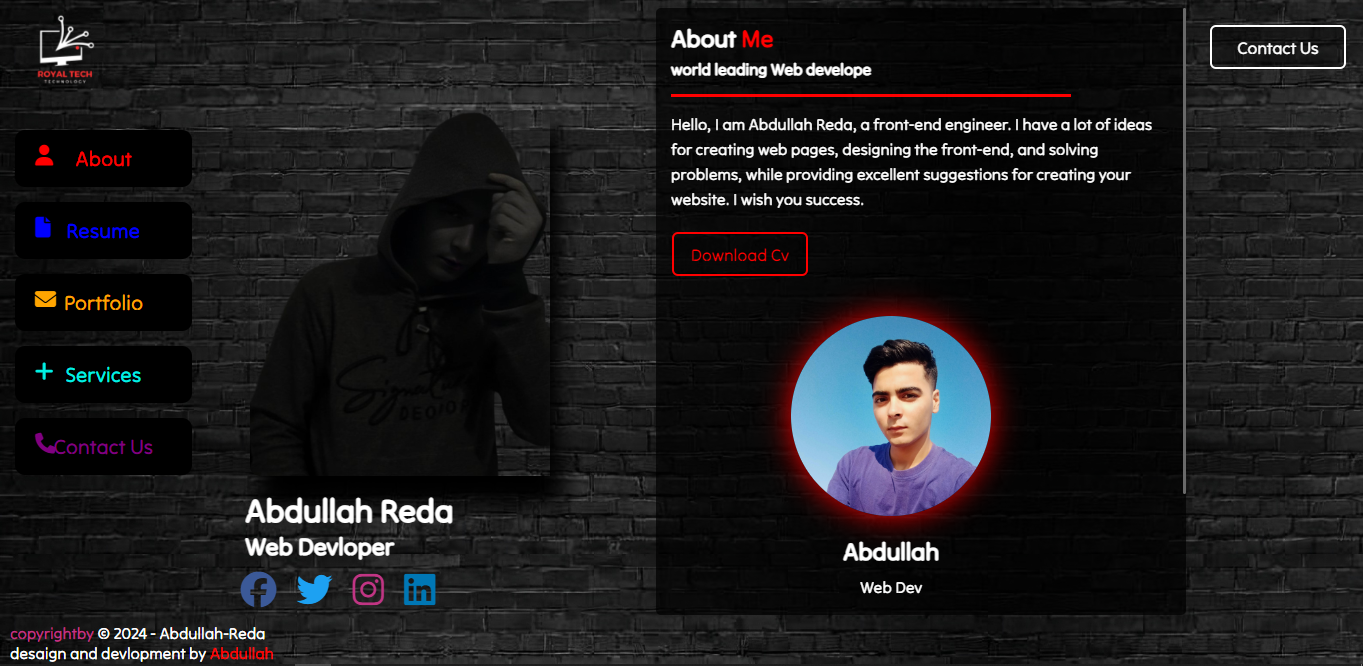 ROYAL TECH
TECHNOLOGY
About
Resume
Portfolio
Services
Contact Us
Abdullah Reda
Web Devloper
copyrightby © 2024 - Abdullah-Reda
desaign and devlopment by Abdullah
About Me
world leading Web develope
Hello, I am Abdullah Reda, a front-end engineer. I have a lot of ideas
for creating web pages, designing the front-end, and solving
problems, while providing excellent suggestions for creating your
website. I wish you success.
Download Cv
Abdullah
Web Dev
Contact Us